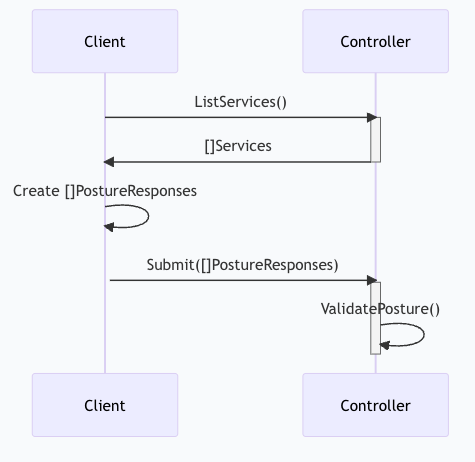 Client
Controller
ListServices()
[]Services
Create []PostureResponses
Submit([]PostureResponses)
ValidatePosture()
Client
Controller